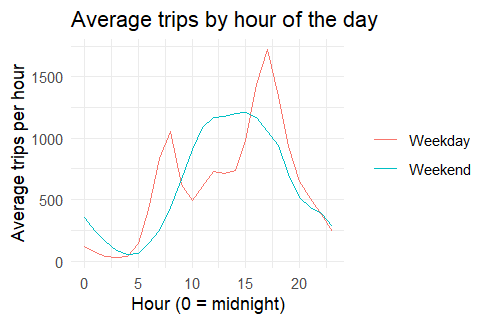 Average trips by hour of the day
Average trips per hour
1500
1000
500
0
0 5 10 15 20
Hour (0 = midnight)
Weekday
Weekend